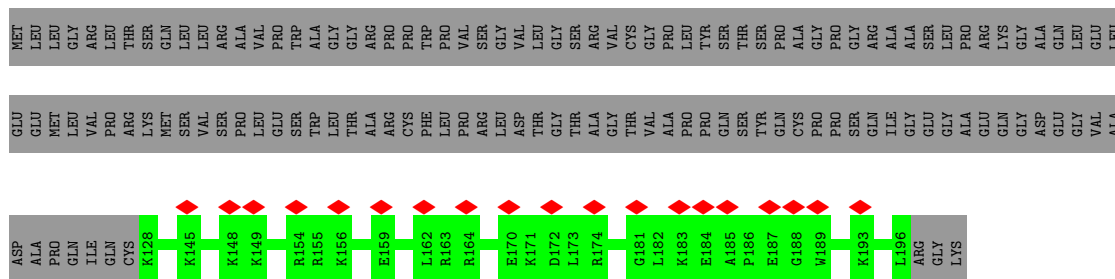 MET LEU LEU GLY ARG LEU THR SER GLN LEU LEU ARG ALA VAL PRO TRP ALA GLY GLY ARG PRO PRO TRP PRO VAL SER GLY VAL LEU GLY SER ARG VAL CYS GLY PRO LEU TYR SER THR SER PRO ALA GLY PRO GLY ARG ALA ALA SER LEU PRO ARG LYS GLY ALA GLN LEU GLU LEU
GLU GLU MET LEU VAL PRO ARG LYS MET SER VAL SER PRO LEU GLU SER TRP LEU THR ALA ARG CYS PHE LEU PRO ARG LEU ASP THR GLY THR ALA GLY THR VAL ALA PRO PRO GLN SER TYR GLN CYS PRO PRO SER GLN ILE GLY GLU GLY ALA GLU GLN GLY ASP GLU GLY VAL ALA
ASP ALA PRO GLN ILE GLN CYS K128 K145 K148 K149 R154 R155 K156 E159 L162 R163 R164 E170 K171 D172 L173 R174 G181 L182 K183 E184 A185 P186 E187 G188 W189 K193 L196 ARG GLY LYS